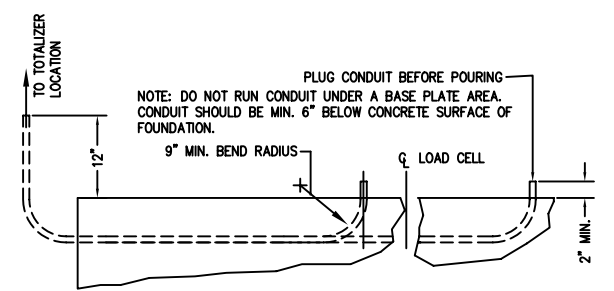 TO TOTALIZER
LOCATION
PLUG CONDUIT BEFORE POURING
NOTE: DO NOT RUN CONDUIT UNDER A BASE PLATE AREA.
CONDUIT SHOULD BE MIN. 6" BELOW CONCRETE SURFACE OF
FOUNDATION.
12"
9" MIN. BEND RADIUS
℄ LOAD CELL
2" MIN.